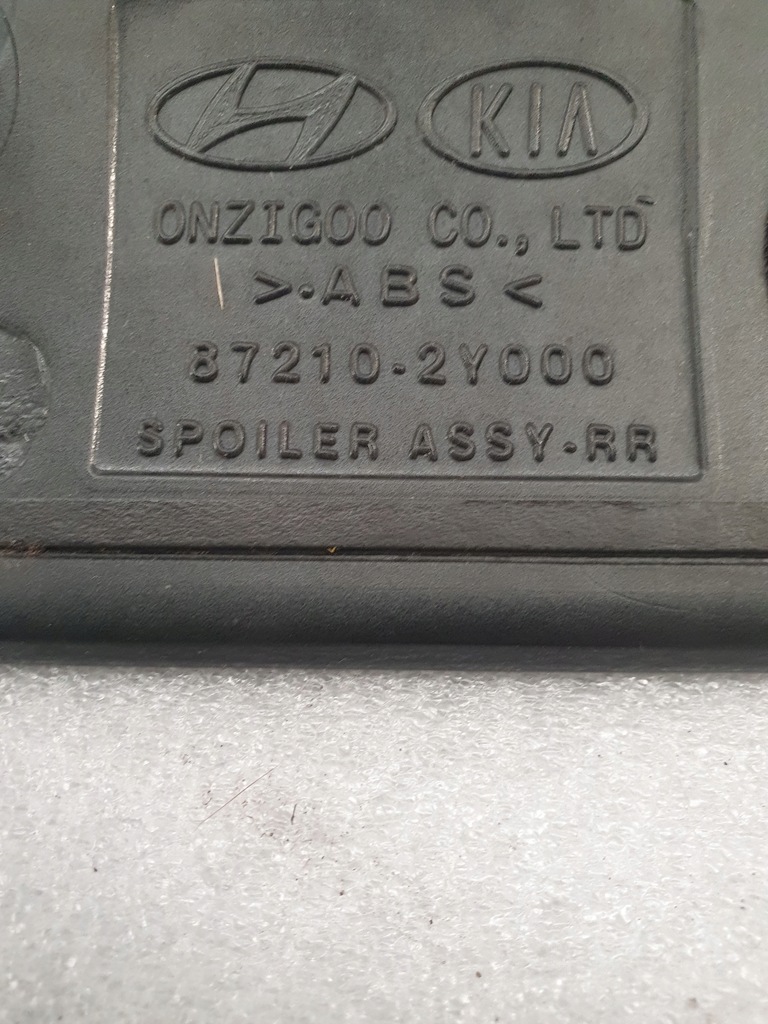 KIA
ONZIGOO CO., LTD
>·ABS<
87210-2Y000
SPOILER ASSY-RR